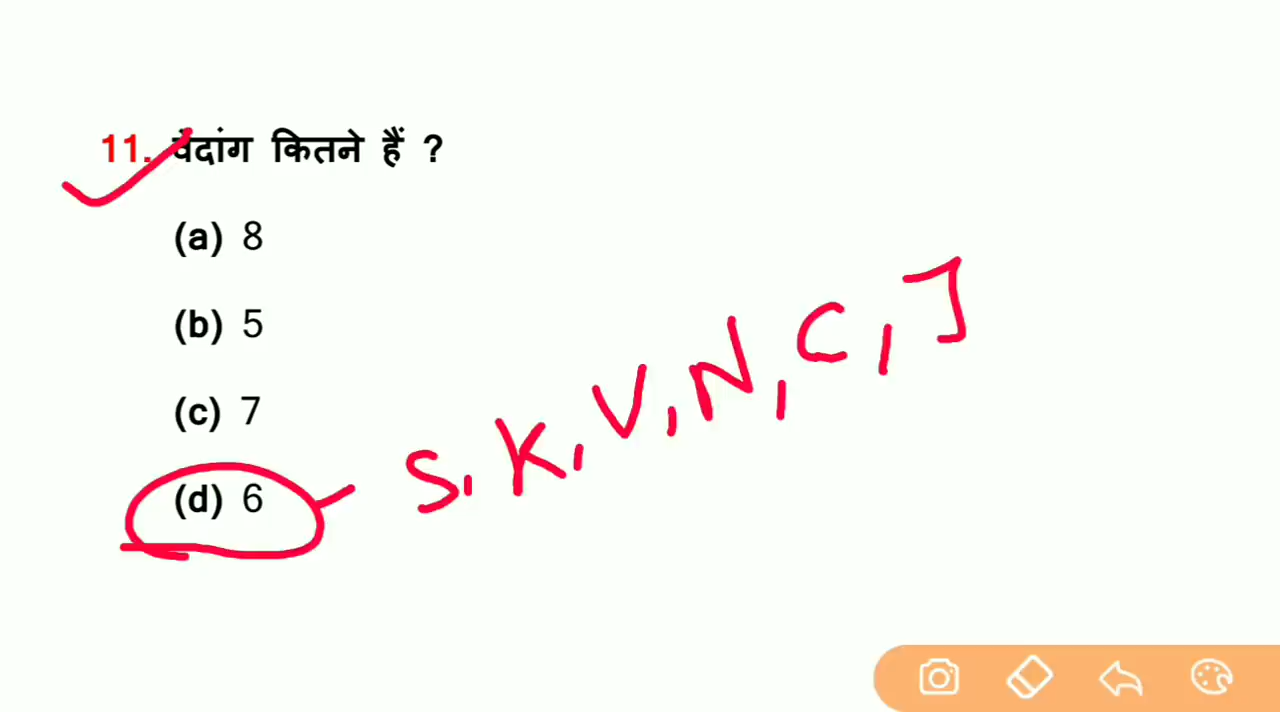 11. वेदांग कितने हैं ?
(a) 8
(b) 5
(c) 7
(d) 6
S, K, V, N, C, J